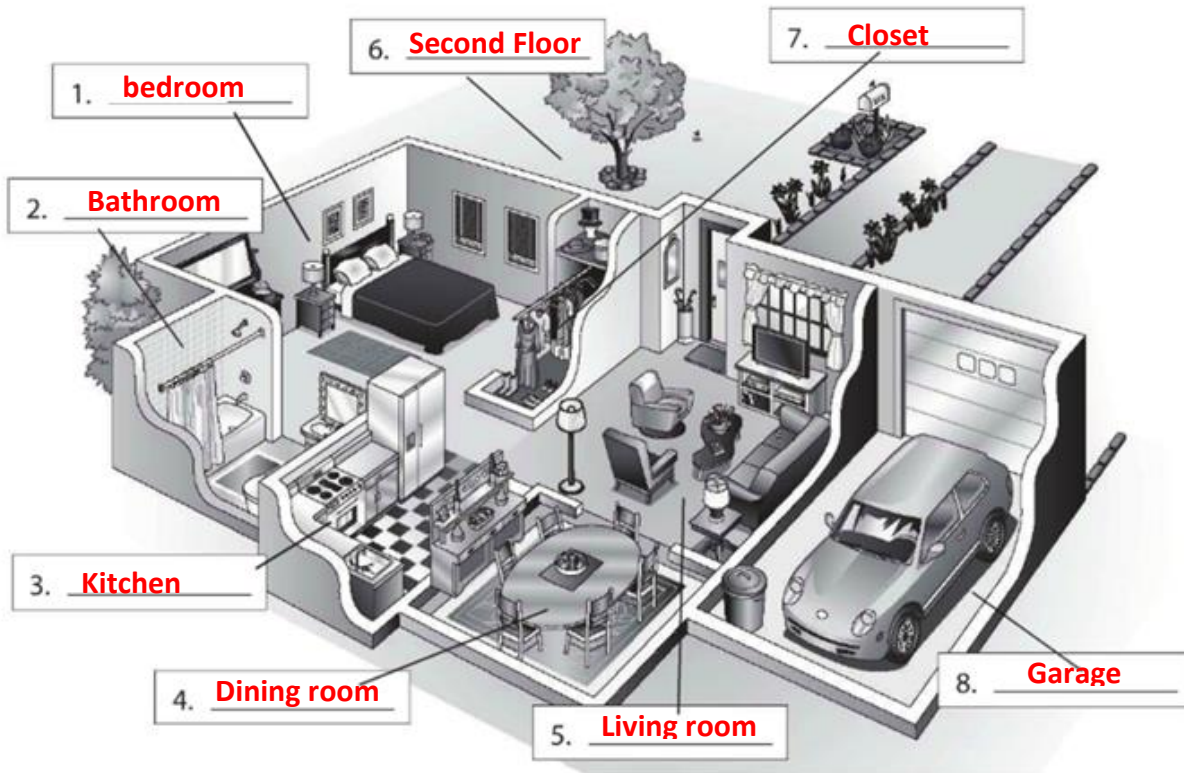 1. bedroom
2. Bathroom
3. Kitchen
4. Dining room
5. Living room
6. Second Floor
7. Closet
8. Garage